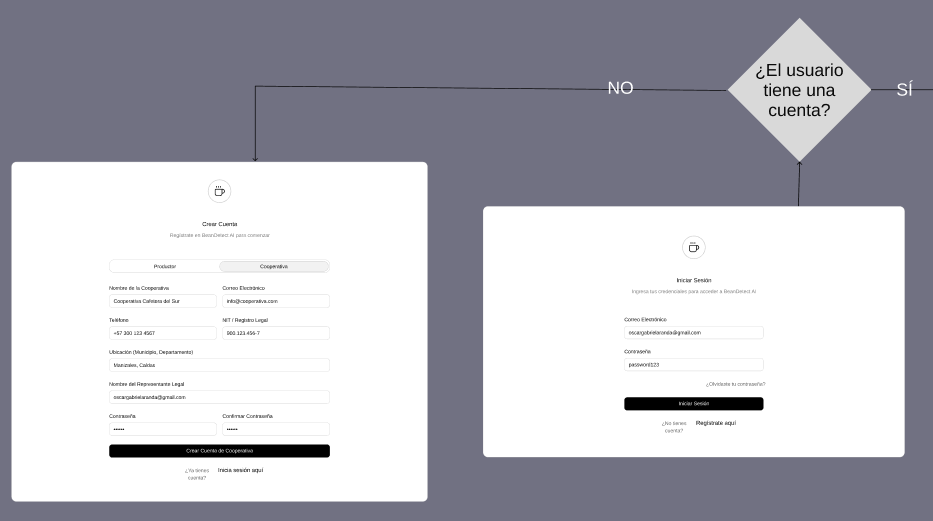 ¿El usuario
tiene una
cuenta?
NO
SÍ
Crear Cuenta
Regístrate en BeanDetect AI para comenzar
Productor
Cooperativa
Nombre de la Cooperativa
Correo Electrónico
Cooperativa Cafetera del Sur
info@cooperativa.com
Teléfono
NIT / Registro Legal
+57 300 123 4567
900.123.456-7
Ubicación (Municipio, Departamento)
Manizales, Caldas
Nombre del Representante Legal
oscargabrielaranda@gmail.com
Contraseña
Confirmar Contraseña
••••••
••••••
Crear Cuenta de Cooperativa
¿Ya tienes
cuenta?
Inicia sesión aquí
Iniciar Sesión
Ingresa tus credenciales para acceder a BeanDetect AI
Correo Electrónico
oscargabrielaranda@gmail.com
Contraseña
password123
¿Olvidaste tu contraseña?
Iniciar Sesión
¿No tienes
cuenta?
Regístrate aquí